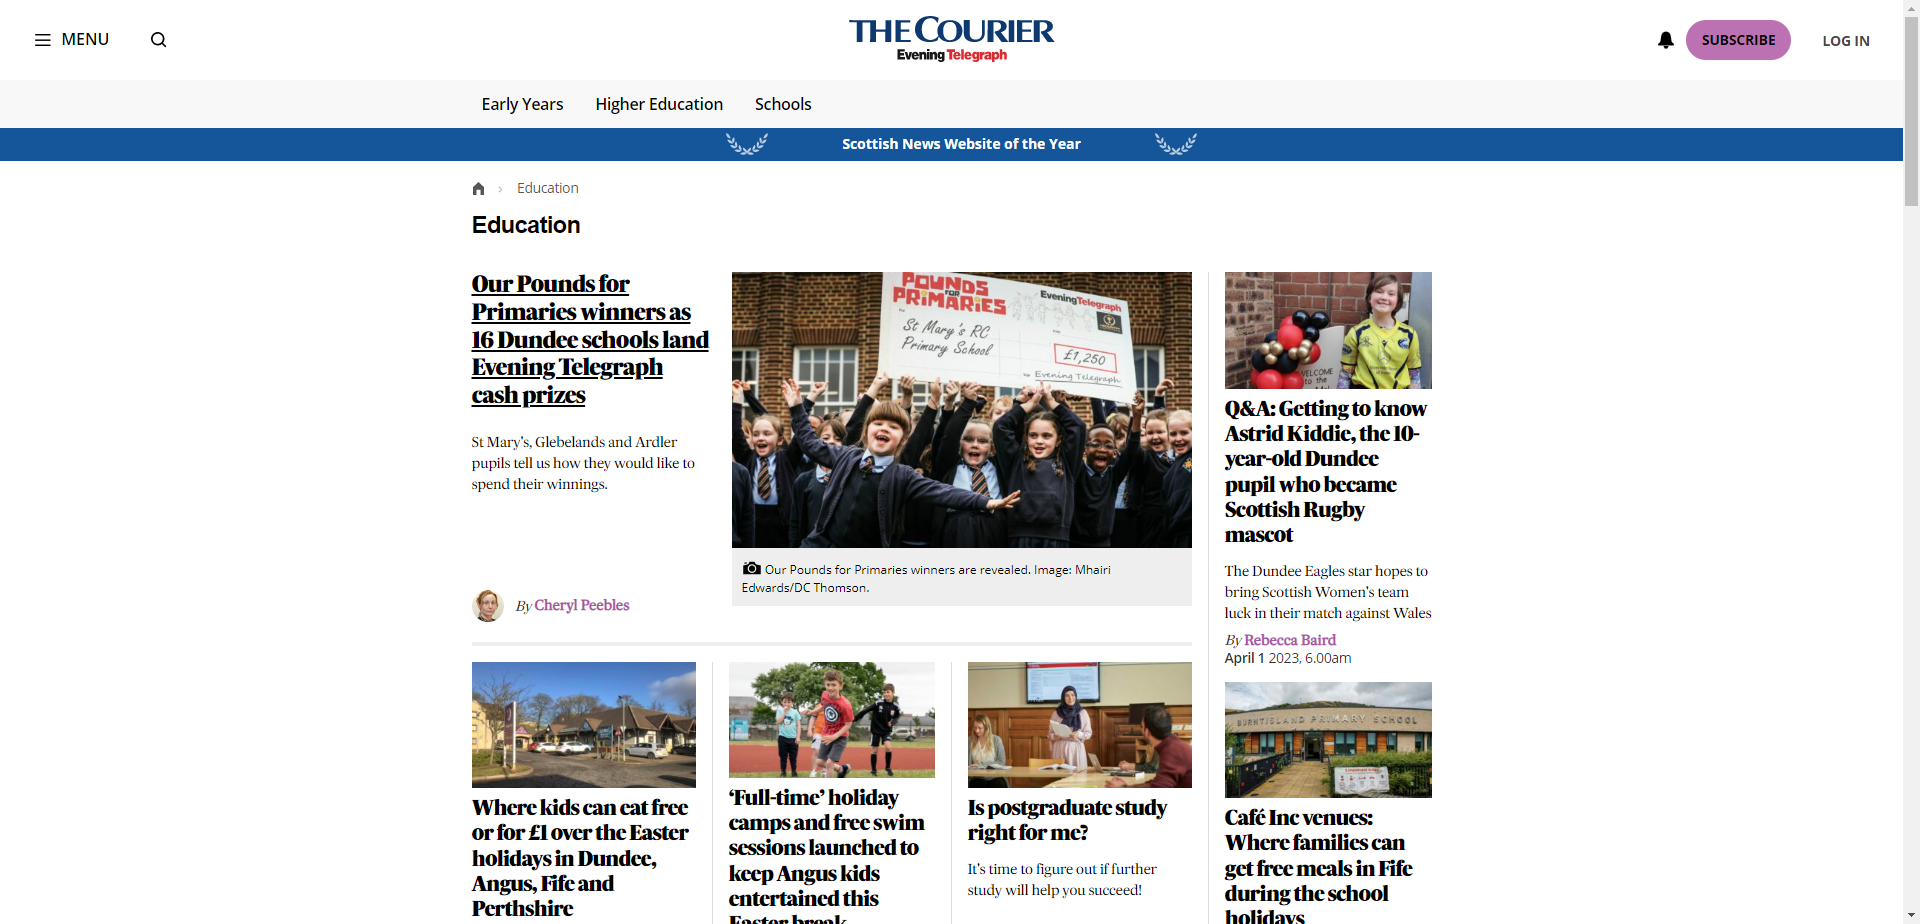 MENU
THE COURIER
Evening Telegraph
SUBSCRIBE
LOG IN
Early Years
Higher Education
Schools
Scottish News Website of the Year
Education
Education
Our Pounds for
Primaries winners as
16 Dundee schools land
Evening Telegraph
cash prizes
St Mary's, Glebelands and Ardler
pupils tell us how they would like to
spend their winnings.
By Cheryl Peebles
POUNDS
FOR
PRIMARIES
Evening Telegraph
St Mary's RC
Primary School
£1,250
Evening Telegraph
Our Pounds for Primaries winners are revealed. Image: Mhairi
Edwards/DC Thomson.
WELCOME
to the
Q&A: Getting to know
Astrid Kiddie, the 10-
year-old Dundee
pupil who became
Scottish Rugby
mascot
The Dundee Eagles star hopes to
bring Scottish Women's team
luck in their match against Wales
By Rebecca Baird
April 1 2023, 6.00am
Where kids can eat free
or for £1 over the Easter
holidays in Dundee,
Angus, Fife and
Perthshire
'Full-time' holiday
camps and free swim
sessions launched to
keep Angus kids
entertained this
Easter break
Is postgraduate study
right for me?
It's time to figure out if further
study will help you succeed!
BURNTISLAND PRIMARY SCHOOL
Café Inc venues:
Where families can
get free meals in Fife
during the school
holidays